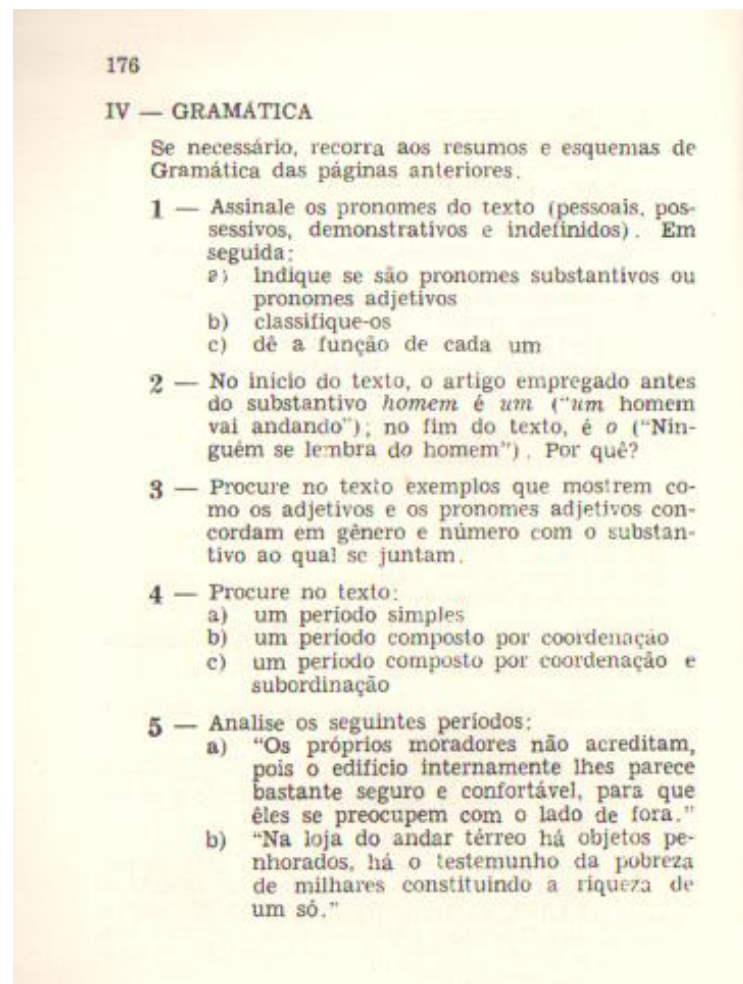 176
IV — GRAMÁTICA
Se necessário, recorra aos resumos e esquemas de
Gramática das páginas anteriores.
1 — Assinale os pronomes do texto (pessoais, pos-
sessivos, demonstrativos e indefinidos). Em
seguida:
a) indique se são pronomes substantivos ou
pronomes adjetivos
b) classifique-os
c) dê a função de cada um
2 — No início do texto, o artigo empregado antes
do substantivo homem é um ("um homem
vai andando"); no fim do texto, é o ("Nin-
guém se lembra do homem"). Por quê?
3 — Procure no texto exemplos que mostrem co-
mo os adjetivos e os pronomes adjetivos con-
cordam em gênero e número com o substan-
tivo ao qual se juntam.
4 — Procure no texto:
a) um período simples
b) um período composto por coordenação
c) um período composto por coordenação e
subordinação
5 — Analise os seguintes períodos:
a) "Os próprios moradores não acreditam,
pois o edifício internamente lhes parece
bastante seguro e confortável, para que
êles se preocupem com o lado de fora."
b) "Na loja do andar térreo há objetos pe-
nhorados, há o testemunho da pobreza
de milhares constituindo a riqueza de
um só."